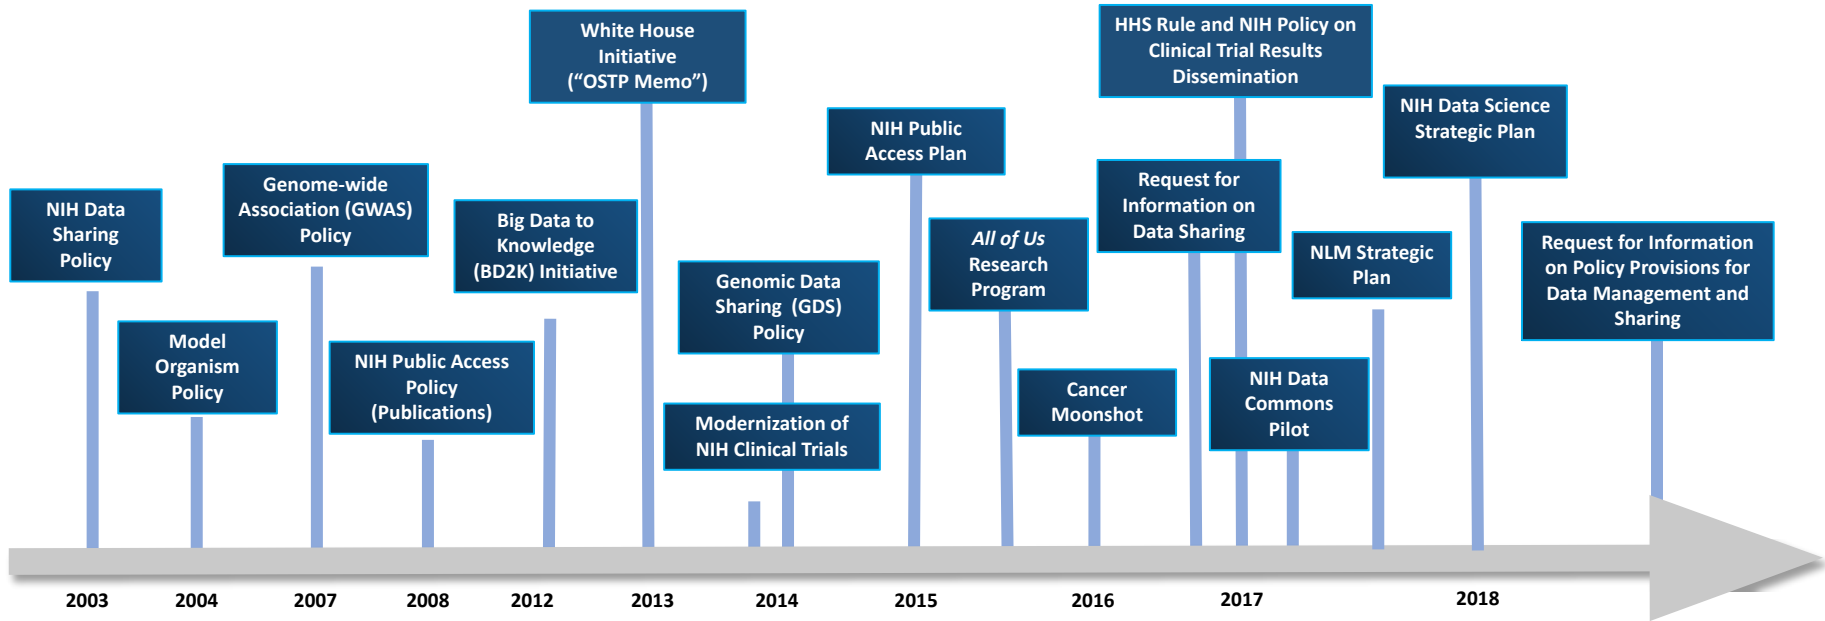 NIH Data
Sharing
Policy
Model
Organism
Policy
Genome-wide
Association (GWAS)
Policy
NIH Public Access
Policy
(Publications)
Big Data to
Knowledge
(BD2K) Initiative
White House
Initiative
(“OSTP Memo”)
Genomic Data
Sharing (GDS)
Policy
Modernization of
NIH Clinical Trials
NIH Public
Access Plan
All of Us
Research
Program
Cancer
Moonshot
HHS Rule and NIH Policy on
Clinical Trial Results
Dissemination
Request for
Information on
Data Sharing
NIH Data
Commons
Pilot
NLM Strategic
Plan
NIH Data Science
Strategic Plan
Request for Information
on Policy Provisions for
Data Management and
Sharing
2003
2004
2007
2008
2012
2013
2014
2015
2016
2017
2018